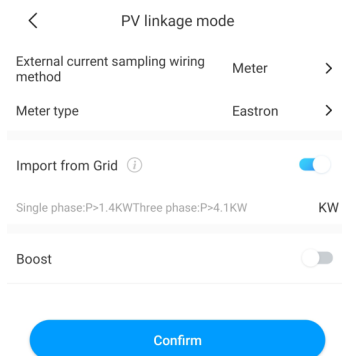 PV linkage mode
External current sampling wiring
method
Meter
Meter type
Eastron
Import from Grid
Single phase:P>1.4KWThree phase:P>4.1KW
KW
Boost
Confirm